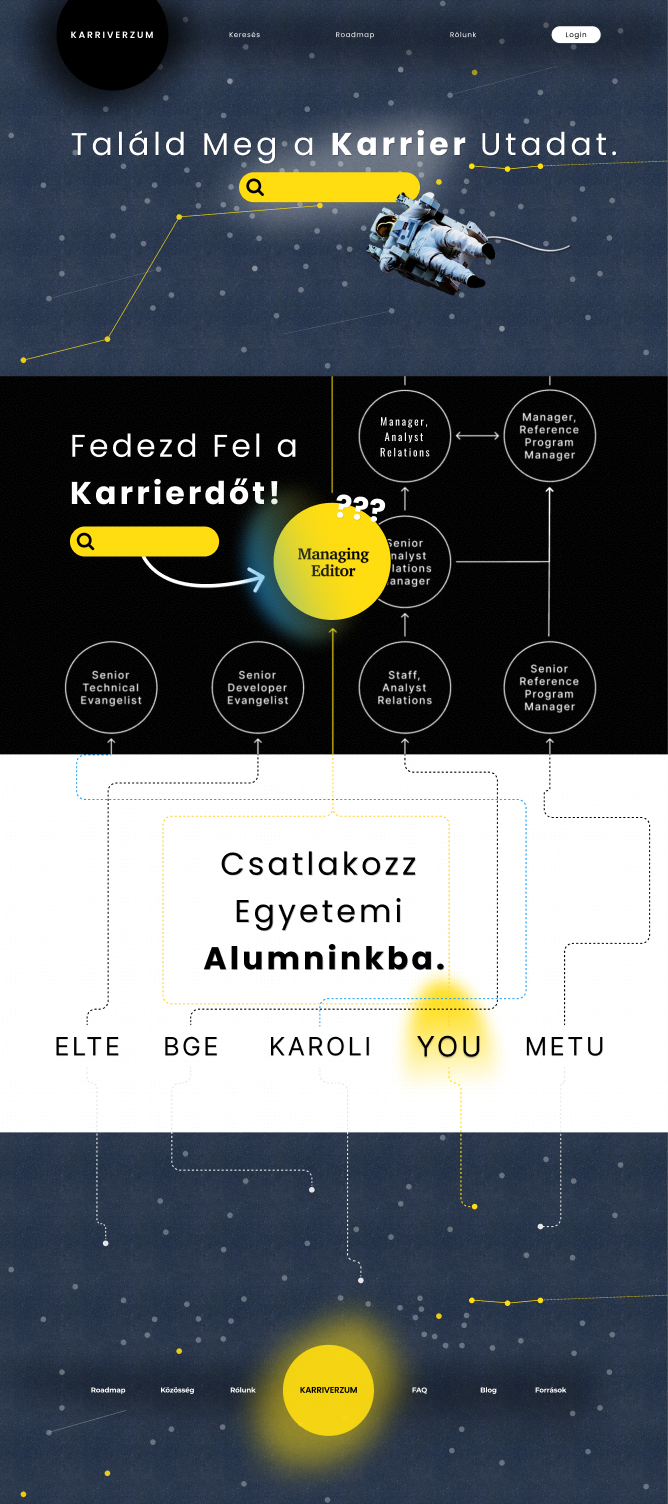 KARRIVERZUM
Keresés
Roadmap
Rólunk
Login
Találd Meg a Karrier Utadat.
Fedezd Fel a
Karrierdőt!
Manager,
Analyst
Relations
Manager,
Reference
Program
Manager
???
Managing
Editor
Senior
Analyst
lations
anager
Senior
Technical
Evangelist
Senior
Developer
Evangelist
Staff,
Analyst
Relations
Senior
Reference
Program
Manager
Csatlakozz
Egyetemi
Alumninkba.
ELTE
BGE
KAROLI
YOU
METU
Roadmap
Közösség
Rólunk
KARRIVERZUM
FAQ
Blog
Források